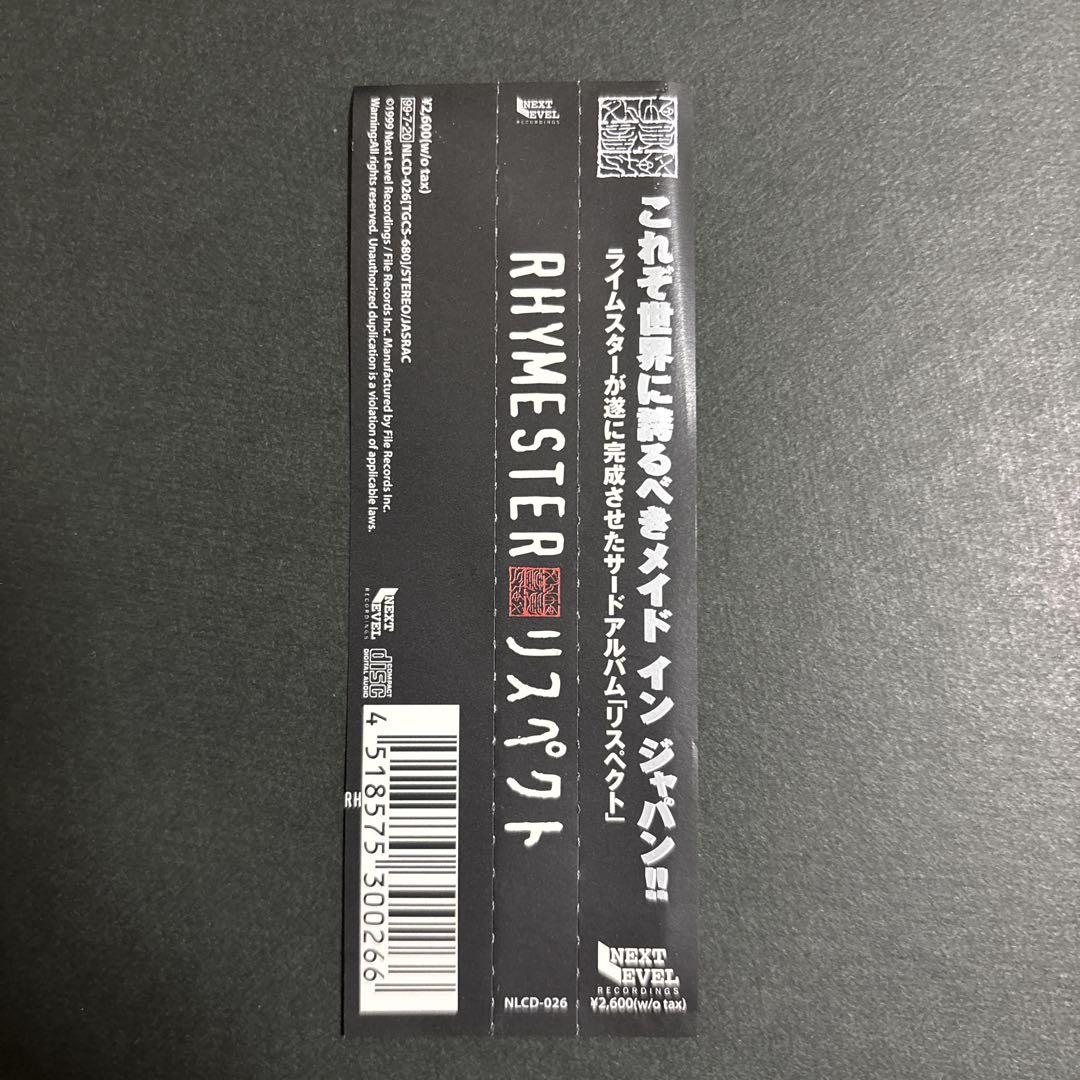 これぞ世界に誇るべきメイド イン ジャパン!!
ライムスターが遂に完成させたサードアルバム「リスペクト」
NEXT
LEVEL
RECORDINGS
¥2,600(w/o tax)
NEXT
LEVEL
RECORDINGS
RHYMESTER
リスペクト
NLCD-026
¥2,600(w/o tax)
99-7-20 NLCD-026[TGCS-680]/STEREO/JASRAC
©1999 Next Level Recordings / File Records Inc. Manufactured by File Records Inc.
Warning:All rights reserved. Unauthorized duplication is a violation of applicable laws.
NEXT
LEVEL
RECORDINGS
COMPACT
disc
DIGITAL AUDIO
4 518575 300266
RH